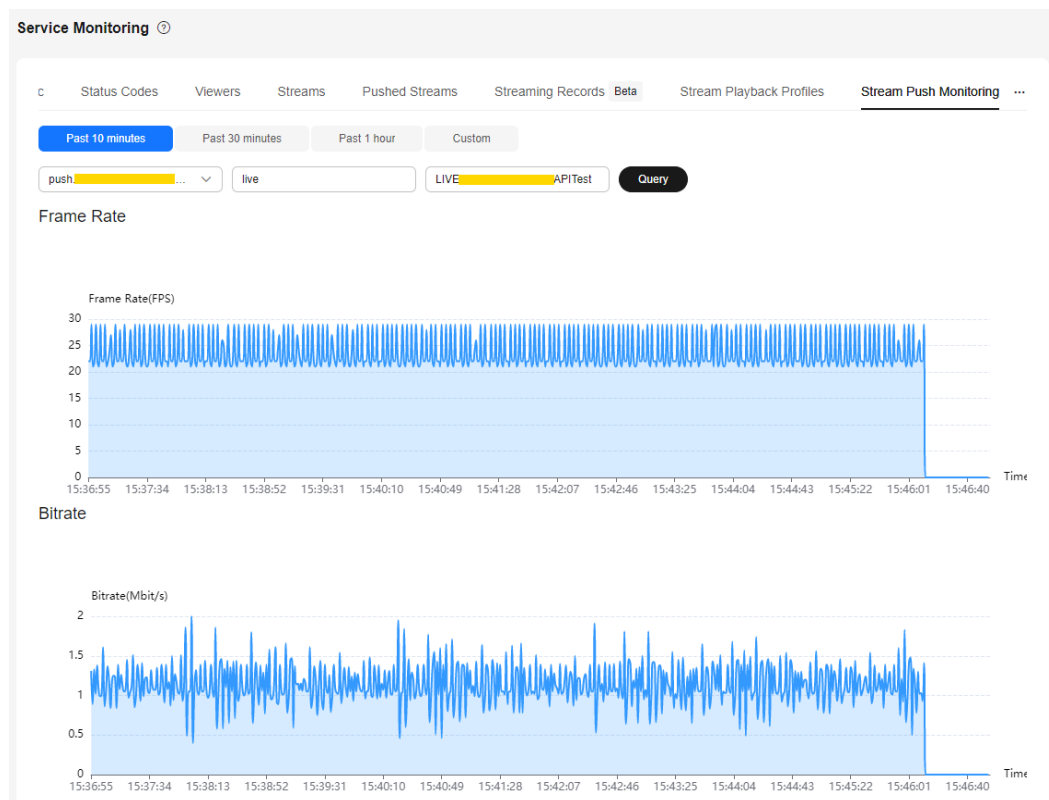 Service Monitoring ?
c Status Codes Viewers Streams Pushed Streams Streaming Records Beta Stream Playback Profiles Stream Push Monitoring ...
Past 10 minutes Past 30 minutes Past 1 hour Custom
push. ... live LIVE APITest Query
Frame Rate
Frame Rate(FPS)
30
25
20
15
10
5
0
15:36:55 15:37:34 15:38:13 15:38:52 15:39:31 15:40:10 15:40:49 15:41:28 15:42:07 15:42:46 15:43:25 15:44:04 15:44:43 15:45:22 15:46:01 15:46:40 Time
Bitrate
Bitrate(Mbit/s)
2
1.5
1
0.5
0
15:36:55 15:37:34 15:38:13 15:38:52 15:39:31 15:40:10 15:40:49 15:41:28 15:42:07 15:42:46 15:43:25 15:44:04 15:44:43 15:45:22 15:46:01 15:46:40 Time